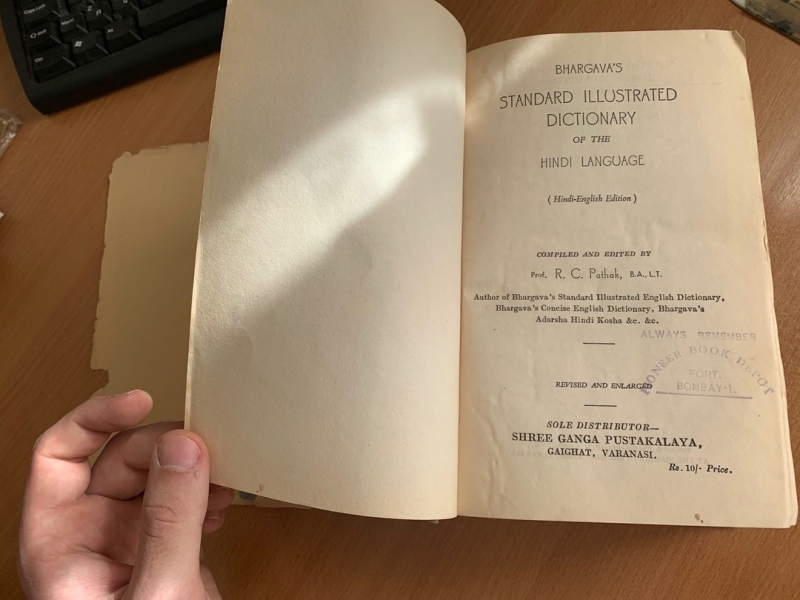 BHARGAVA'S
STANDARD ILLUSTRATED
DICTIONARY
OF THE
HINDI LANGUAGE
( Hindi-English Edition )
COMPILED AND EDITED BY
Prof. R. C. Pathak, B.A., L.T.
Author of Bhargava's Standard Illustrated English Dictionary,
Bhargava's Concise English Dictionary, Bhargava's
Adarsha Hindi Kosha &c. &c.
ALWAYS REMEMBER
PIONEER BOOK DEPOT
FORT,
BOMBAY-1.
REVISED AND ENLARGED
SOLE DISTRIBUTOR—
SHREE GANGA PUSTAKALAYA,
GAIGHAT, VARANASI.
Rs. 10/- Price.